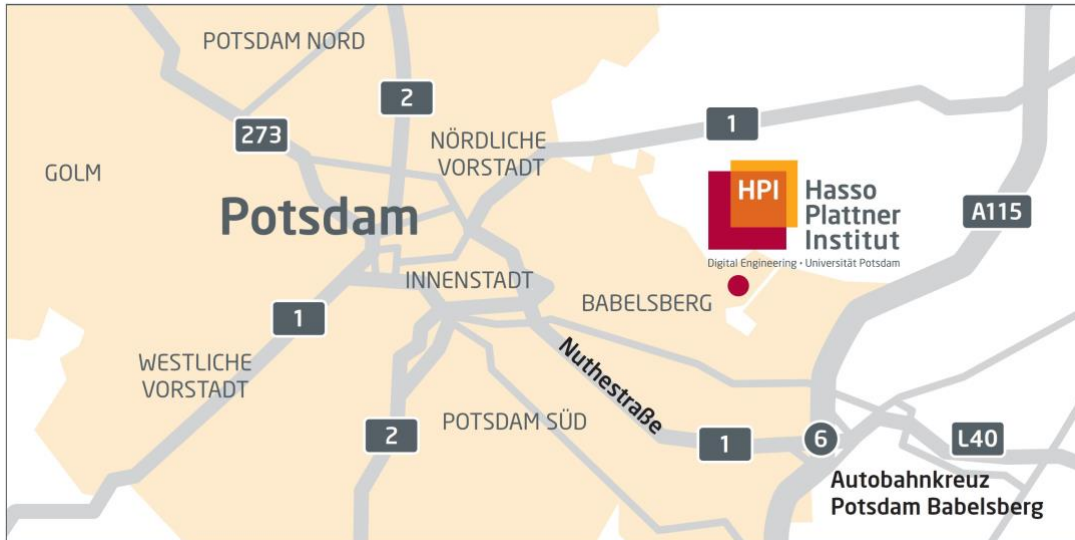 POTSDAM NORD
2
273
NÖRDLICHE
VORSTADT
1
GOLM
HPI
Hasso
Plattner
Institut
Digital Engineering • Universität Potsdam
A115
Potsdam
INNENSTADT
BABELSBERG
1
WESTLICHE
VORSTADT
Nuthestraße
POTSDAM SÜD
2
1
6
L40
Autobahnkreuz
Potsdam Babelsberg